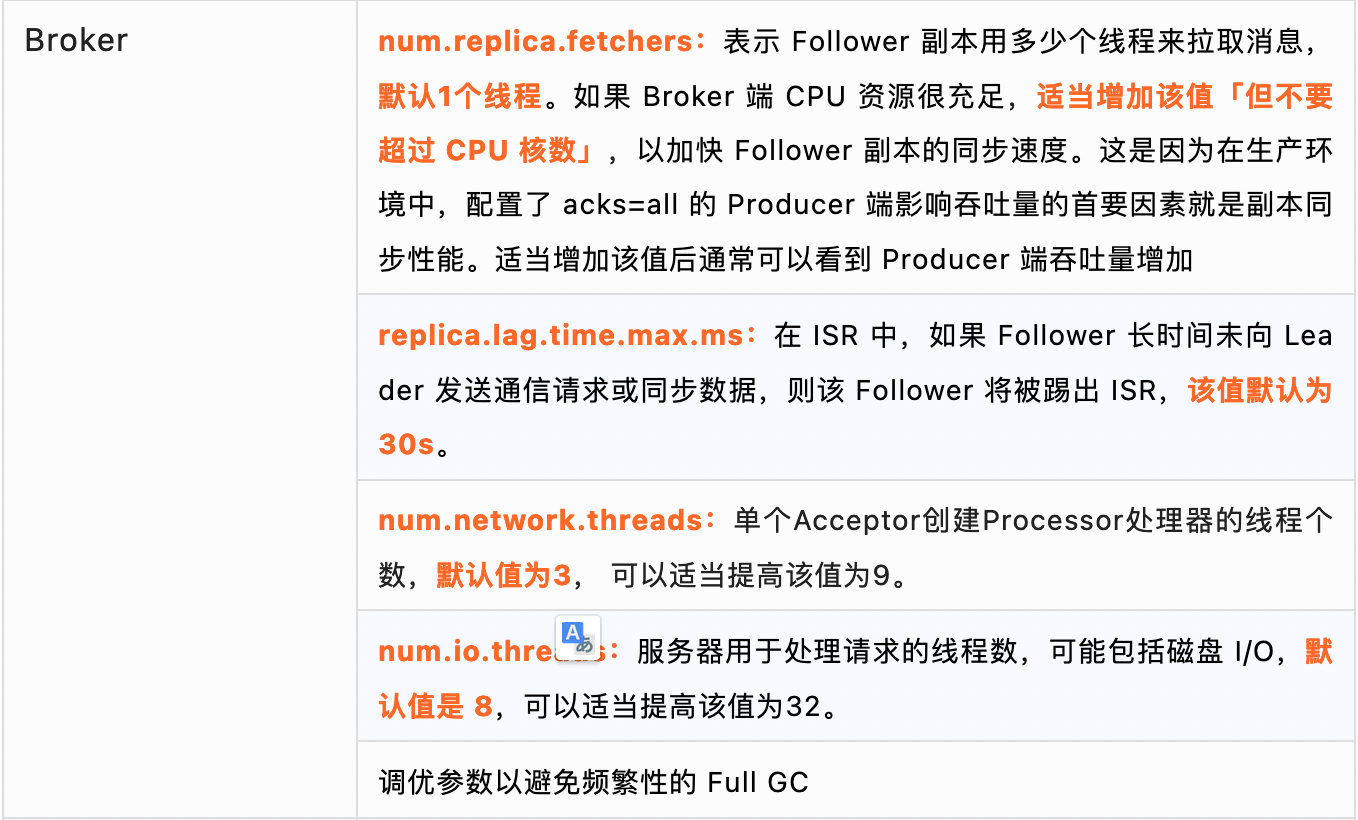 Broker
num.replica.fetchers：表示 Follower 副本用多少个线程来拉取消息，
默认1个线程。如果 Broker 端 CPU 资源很充足，适当增加该值「但不要
超过 CPU 核数」，以加快 Follower 副本的同步速度。这是因为在生产环
境中，配置了 acks=all 的 Producer 端影响吞吐量的首要因素就是副本同
步性能。适当增加该值后通常可以看到 Producer 端吞吐量增加
replica.lag.time.max.ms：在 ISR 中，如果 Follower 长时间未向 Lea
der 发送通信请求或同步数据，则该 Follower 将被踢出 ISR，该值默认为
30s。
num.network.threads：单个Acceptor创建Processor处理器的线程个
数，默认值为3， 可以适当提高该值为9。
num.io.threads：服务器用于处理请求的线程数，可能包括磁盘 I/O，默
认值是 8，可以适当提高该值为32。
调优参数以避免频繁性的 Full GC